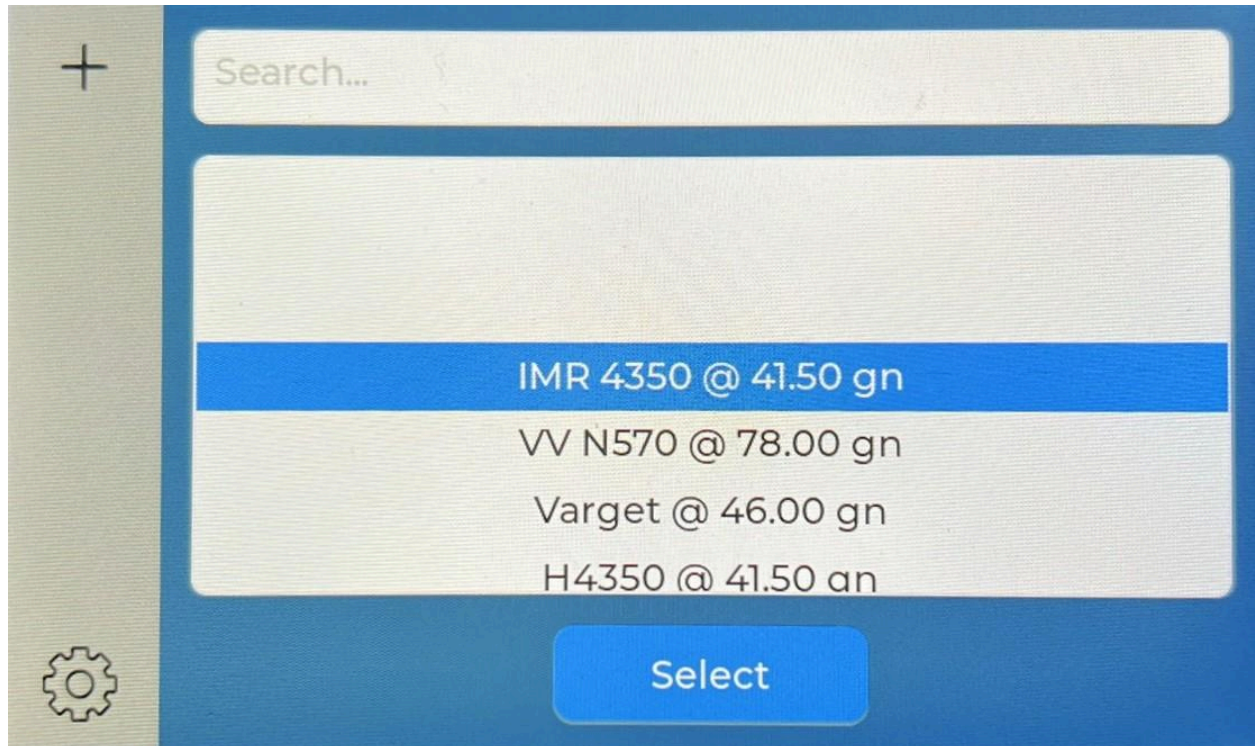 Search...
IMR 4350 @ 41.50 gn
VV N570 @ 78.00 gn
Varget @ 46.00 gn
H4350 @ 41.50 gn
Select